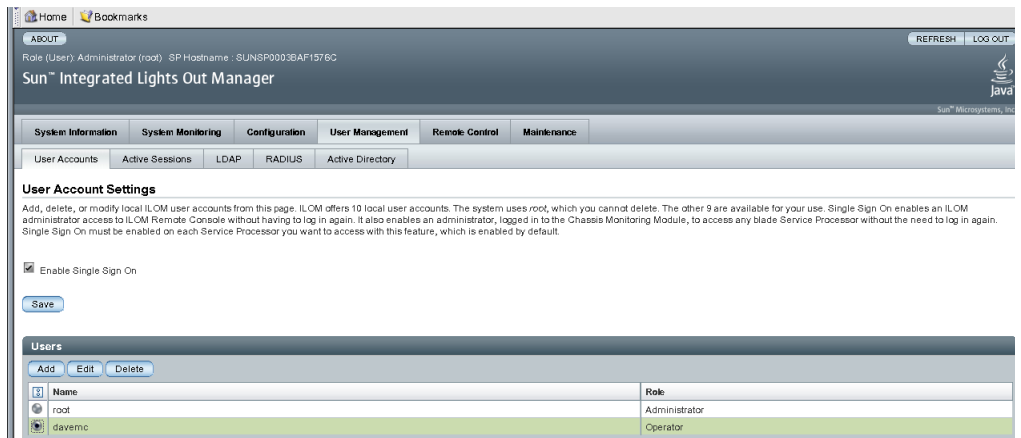 Home Bookmarks
ABOUT REFRESH LOG OUT
Role (User): Administrator (root) SP Hostname : SUNSP0003BAF1576C
Sun™ Integrated Lights Out Manager
Java
Sun™ Microsystems, Inc
System Information System Monitoring Configuration User Management Remote Control Maintenance
User Accounts Active Sessions LDAP RADIUS Active Directory
User Account Settings
Add, delete, or modify local ILOM user accounts from this page. ILOM offers 10 local user accounts. The system uses root, which you cannot delete. The other 9 are available for your use. Single Sign On enables an ILOM
administrator access to ILOM Remote Console without having to log in again. It also enables an administrator, logged in to the Chassis Monitoring Module, to access any blade Service Processor without the need to log in again.
Single Sign On must be enabled on each Service Processor you want to access with this feature, which is enabled by default.
Enable Single Sign On
Save
Users
Add Edit Delete
Name Role
root Administrator
davemc Operator